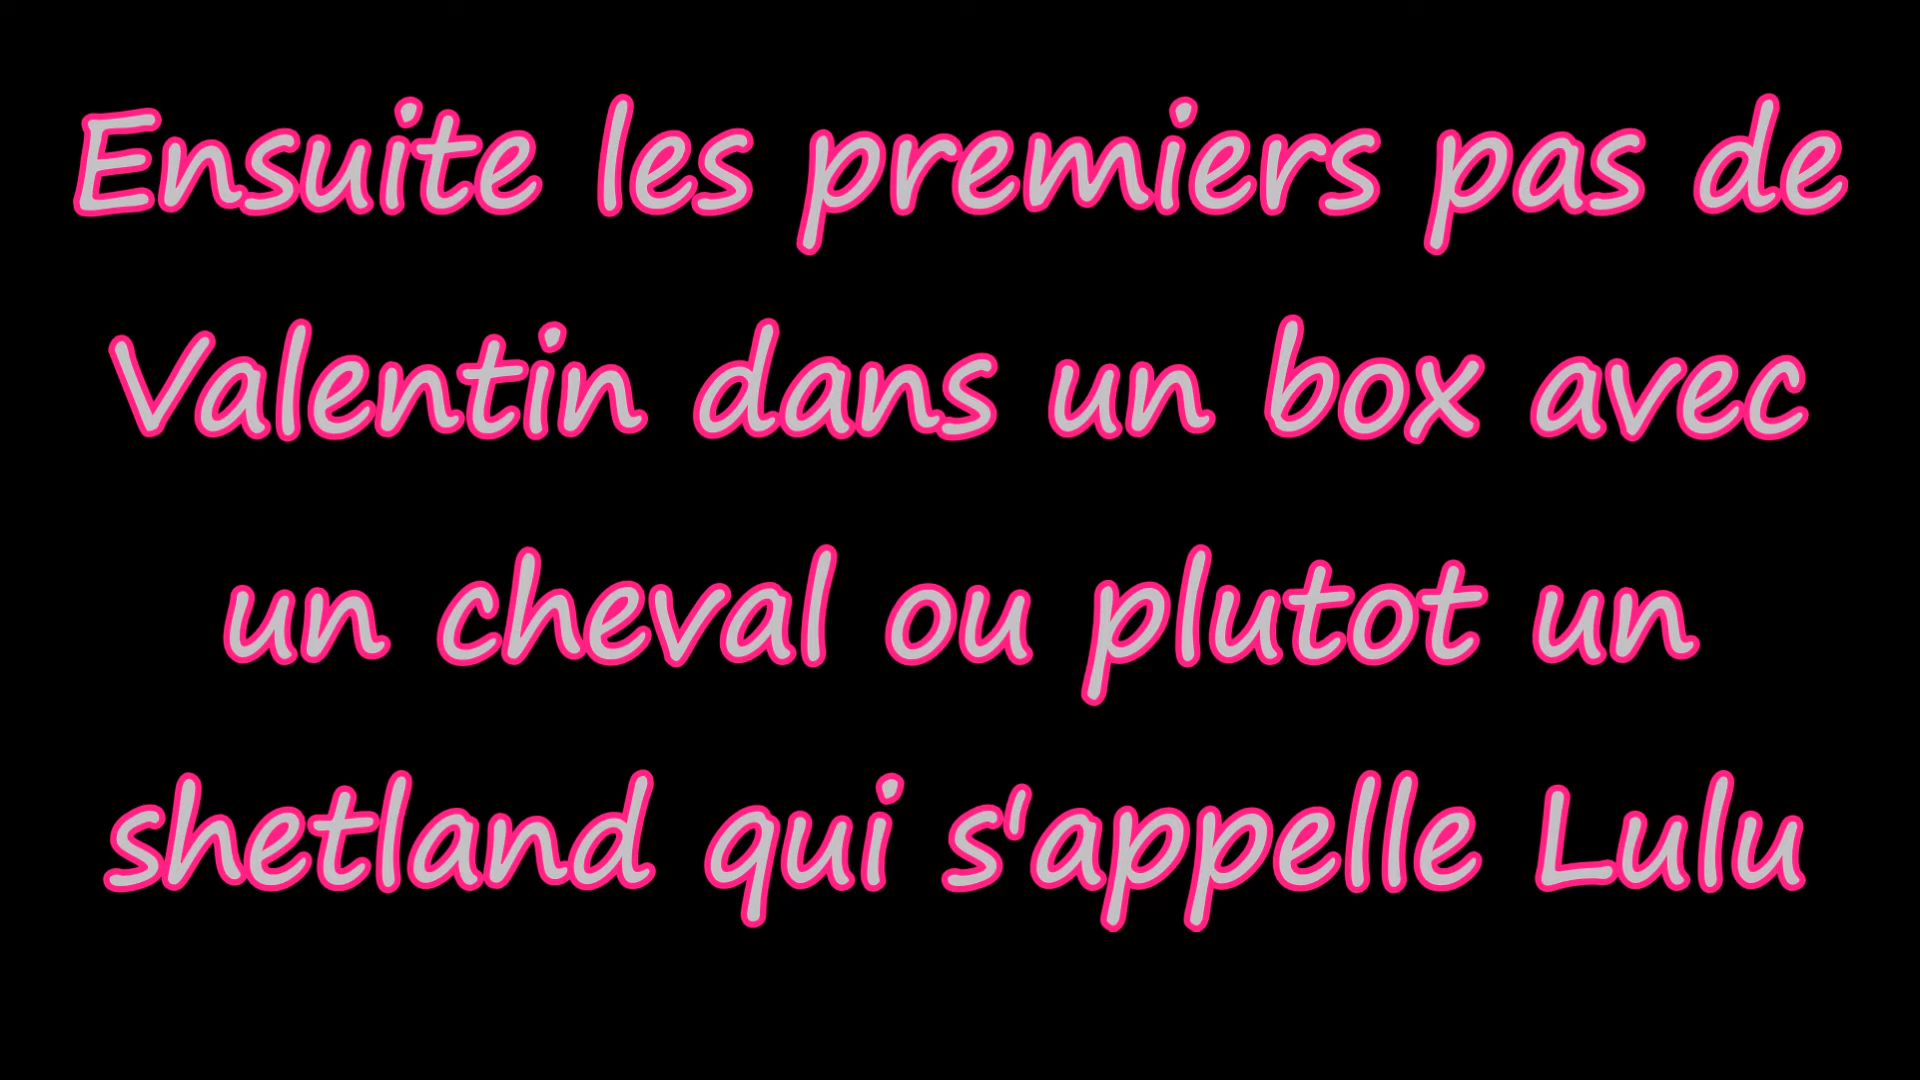 Ensuite les premiers pas de
Valentin dans un box avec
un cheval ou plutot un
shetland qui s'appelle Lulu